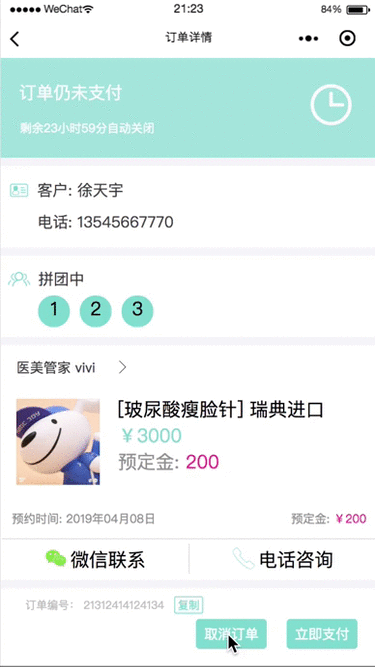 ●●●●● WeChat 21:23 84%
订单详情
订单仍未支付
剩余23小时59分自动关闭
客户: 徐天宇
电话: 13545667770
拼团中
1 2 3
医美管家 vivi
[玻尿酸瘦脸针] 瑞典进口
￥3000
预定金: 200
预约时间: 2019年04月08日 预定金: ￥200
微信联系 电话咨询
订单编号: 21312414124134 复制
取消订单 立即支付